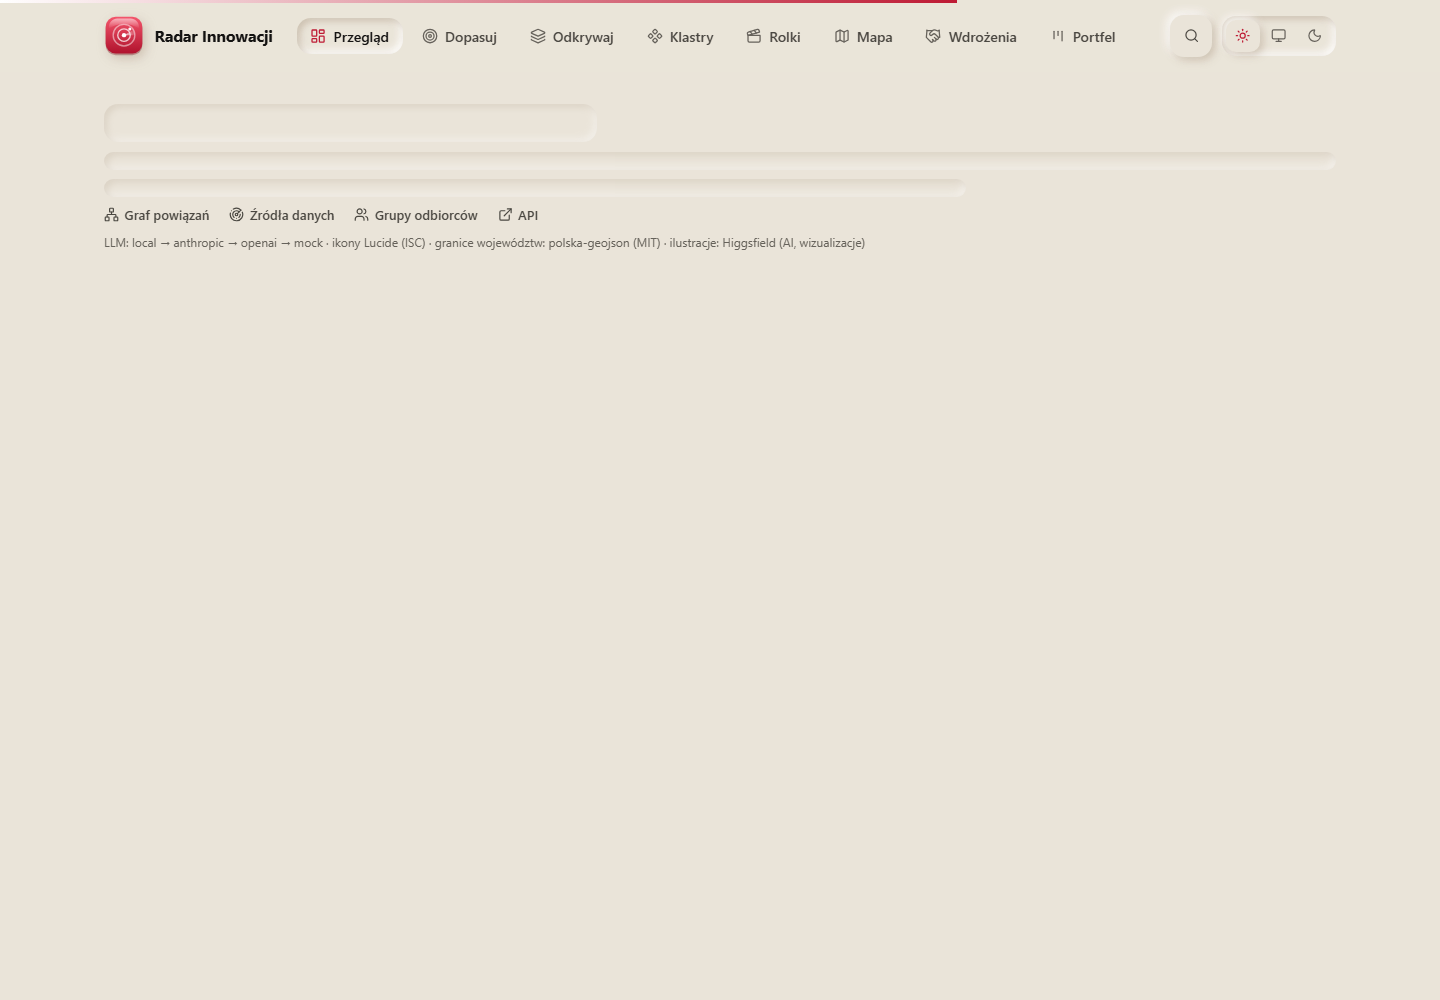 Radar Innowacji
Przegląd
Dopasuj
Odkrywaj
Klastry
Rolki
Mapa
Wdrożenia
Portfel
Graf powiązań
Źródła danych
Grupy odbiorców
API
LLM: local → anthropic → openai → mock · ikony Lucide (ISC) · granice województw: polska-geojson (MIT) · ilustracje: Higgsfield (AI, wizualizacje)